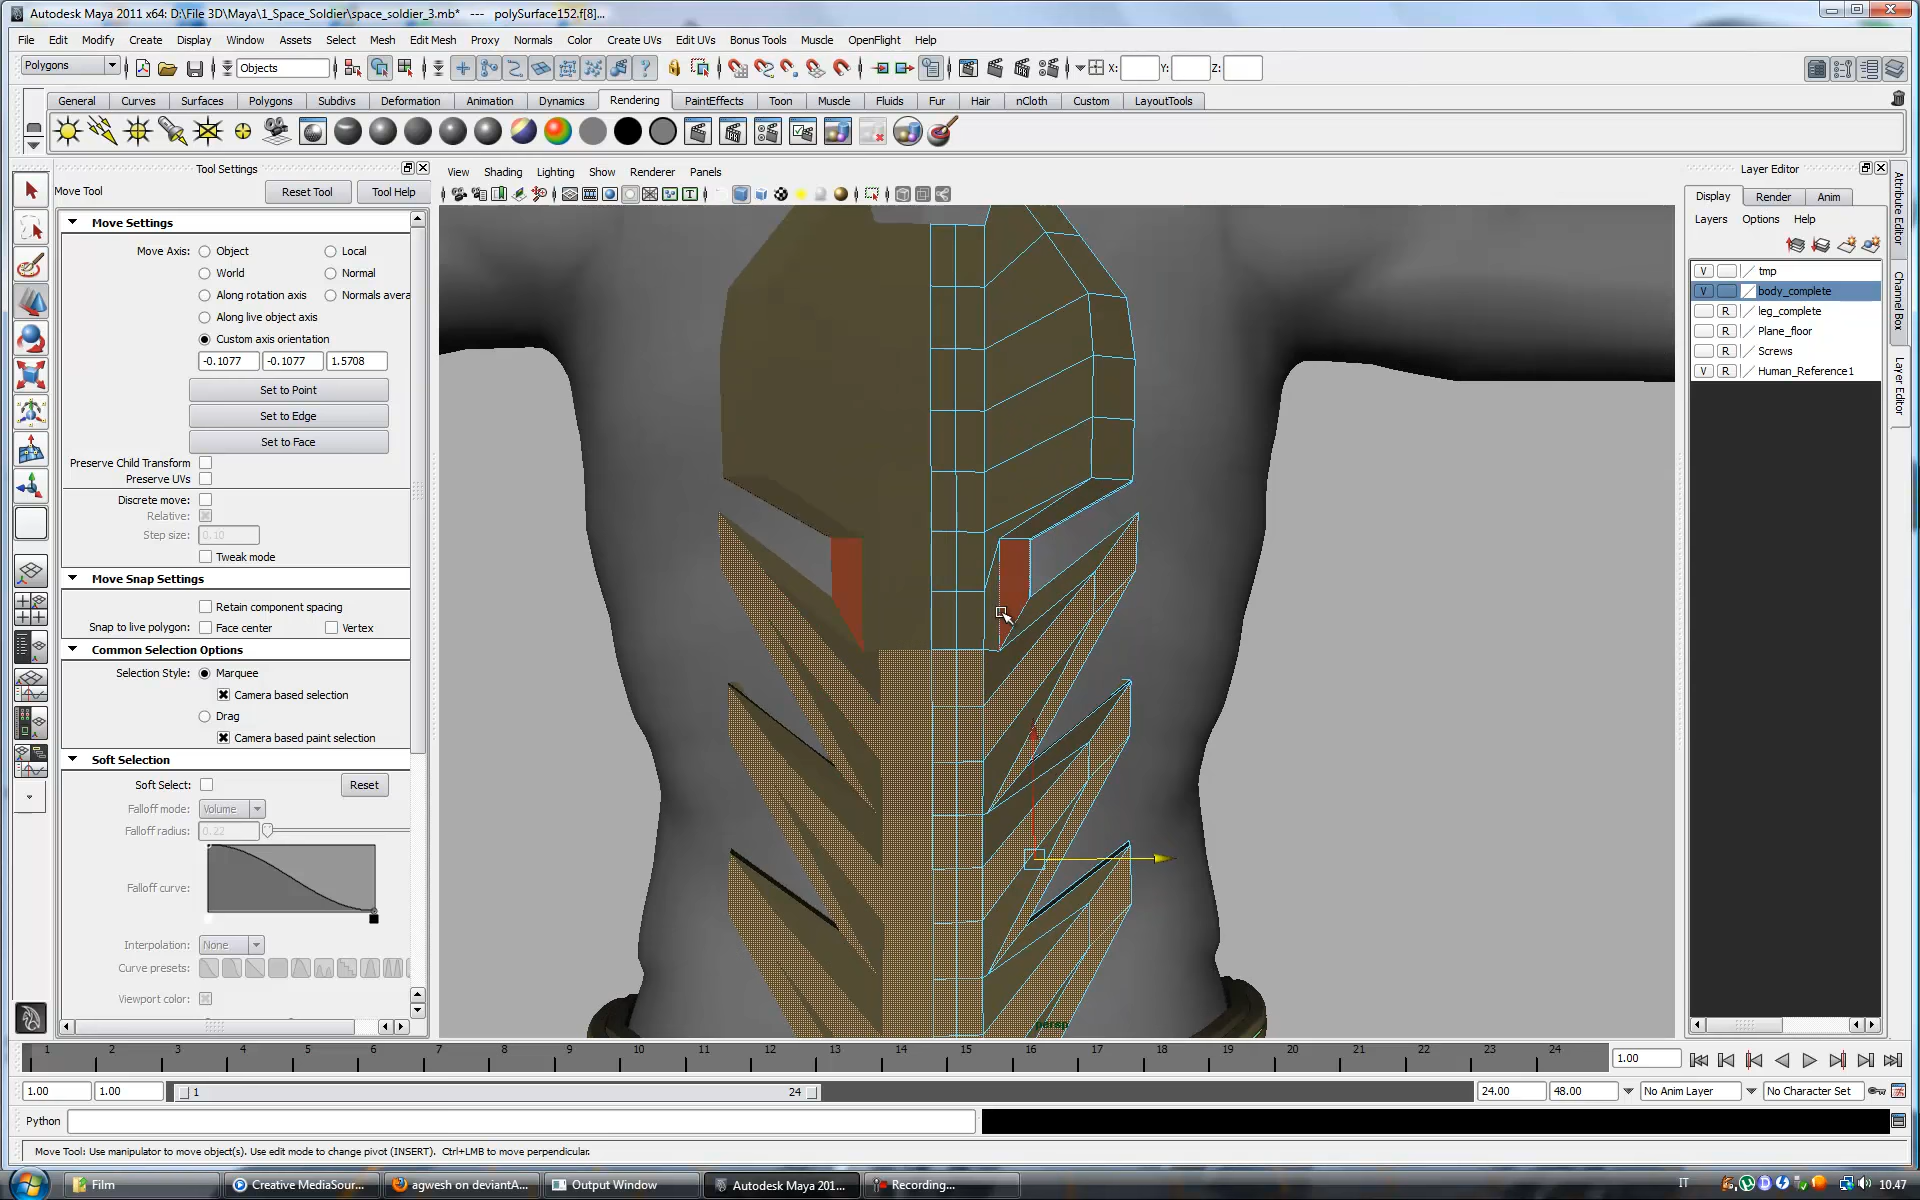 Autodesk Maya 2011 x64: D:\File 3D\Maya\1_Space_Soldier\space_soldier_3.mb* --- polySurface152.f[8]...
File Edit Modify Create Display Window Assets Select Mesh Edit Mesh Proxy Normals Color Create UVs Edit UVs Bonus Tools Muscle OpenFlight Help
Polygons Objects X: Y: Z:
General Curves Surfaces Polygons Subdivs Deformation Animation Dynamics Rendering PaintEffects Toon Muscle Fluids Fur Hair nCloth Custom LayoutTools
Tool Settings
Move Tool Reset Tool Tool Help
Move Settings
Move Axis: Object Local
World Normal
Along rotation axis Normals avera
Along live object axis
Custom axis orientation
-0.1077 -0.1077 1.5708
Set to Point
Set to Edge
Set to Face
Preserve Child Transform
Preserve UVs
Discrete move:
Relative:
Step size: 0.10
Tweak mode
Move Snap Settings
Retain component spacing
Snap to live polygon: Face center Vertex
Common Selection Options
Selection Style: Marquee
Camera based selection
Drag
Camera based paint selection
Soft Selection
Soft Select: Reset
Falloff mode: Volume
Falloff radius: 0.22
Falloff curve:
Interpolation: None
Curve presets:
Viewport color:
View Shading Lighting Show Renderer Panels
persp
Layer Editor
Display Render Anim
Layers Options Help
V tmp
V body_complete
R leg_complete
R Plane_floor
R Screws
V R Human_Reference1
Attribute Editor
Channel Box
Layer Editor
1 2 3 4 5 6 7 8 9 10 11 12 13 14 15 16 17 18 19 20 21 22 23 24 1.00
1.00 1.00 1 24 24.00 48.00 No Anim Layer No Character Set
Python
Move Tool: Use manipulator to move object(s). Use edit mode to change pivot (INSERT). Ctrl+LMB to move perpendicular.
Film Creative MediaSour... agwesh on deviantA... Output Window Autodesk Maya 201... Recording... IT 10.47